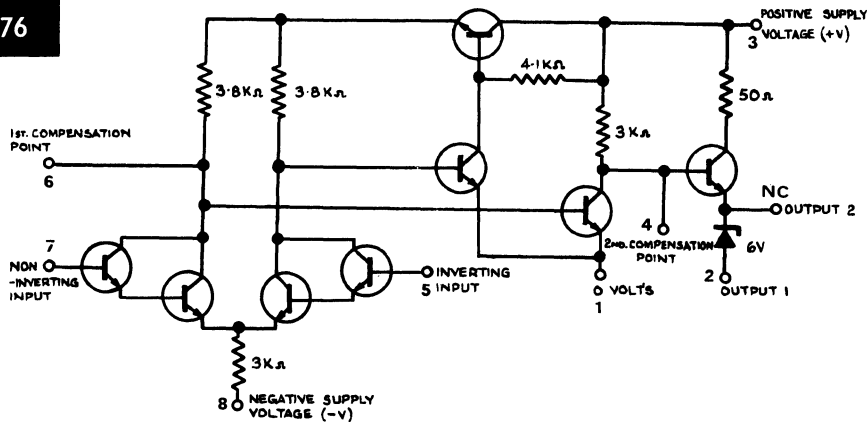 76
POSITIVE SUPPLY
3 VOLTAGE (+V)
4·1KΩ
3·8KΩ
3·8KΩ
50Ω
3KΩ
1ST. COMPENSATION
POINT
6
NC
OUTPUT 2
4
2ND. COMPENSATION
POINT
6V
7
NON
-INVERTING
INPUT
INVERTING
5 INPUT
0 VOLT'S
1
2
OUTPUT 1
3KΩ
8
NEGATIVE SUPPLY
VOLTAGE (-V)